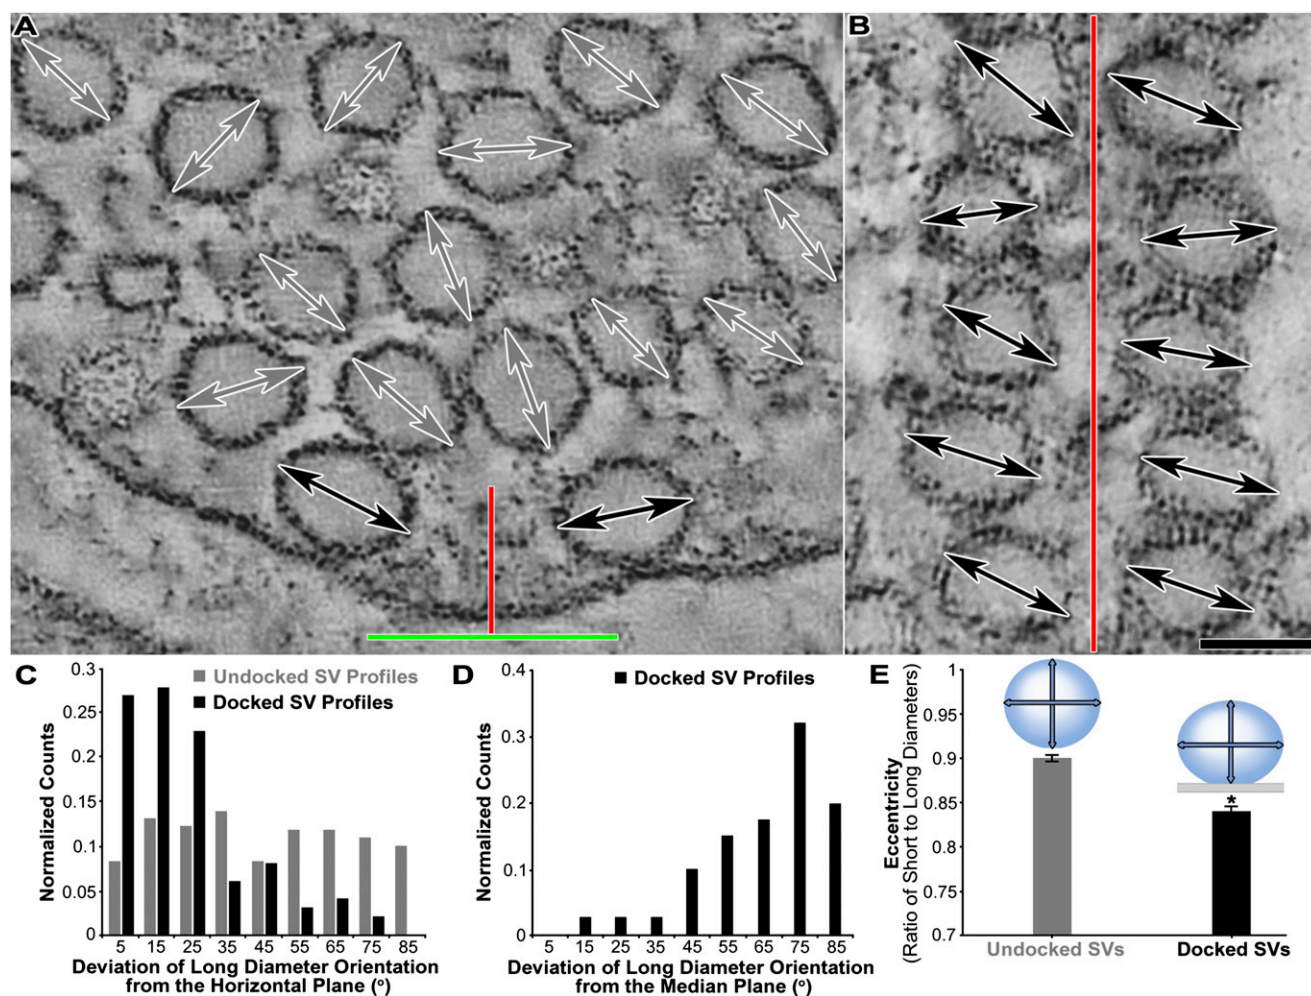 A
B
C
0.3
0.25
0.2
0.15
0.1
0.05
0
Normalized Counts
Undocked SV Profiles
Docked SV Profiles
5 15 25 35 45 55 65 75 85
Deviation of Long Diameter Orientation
from the Horizontal Plane (º)
D
0.4
0.3
0.2
0.1
0
Normalized Counts
Docked SV Profiles
5 15 25 35 45 55 65 75 85
Deviation of Long Diameter Orientation
from the Median Plane (º)
E
1
0.95
0.9
0.85
0.8
0.75
0.7
Eccentricity
(Ratio of Short to Long Diameters)
*
Undocked SVs
Docked SVs